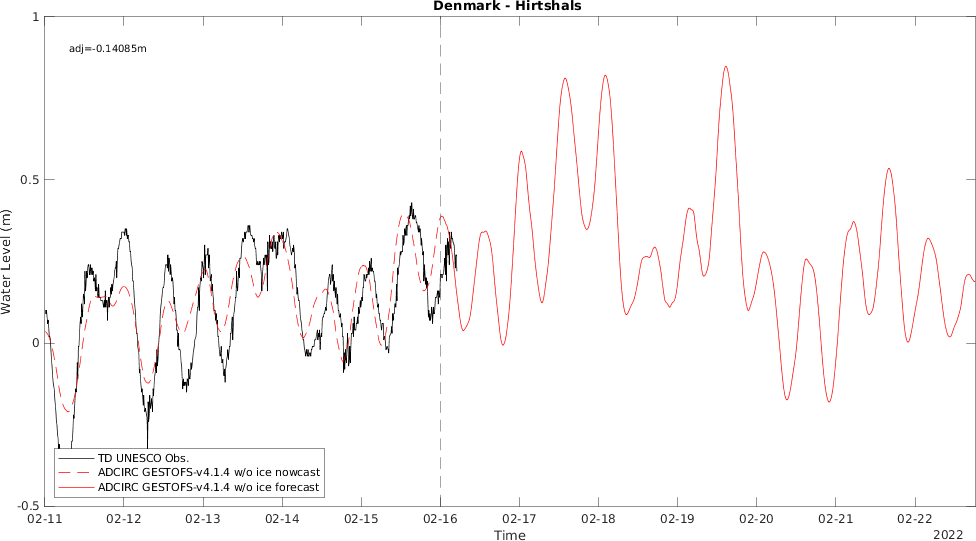 Denmark - Hirtshals
1
adj=-0.14085m
0.5
Water Level (m)
0
TD UNESCO Obs.
ADCIRC GESTOFS-v4.1.4 w/o ice nowcast
ADCIRC GESTOFS-v4.1.4 w/o ice forecast
-0.5
02-11 02-12 02-13 02-14 02-15 02-16 02-17 02-18 02-19 02-20 02-21 02-22
Time
2022